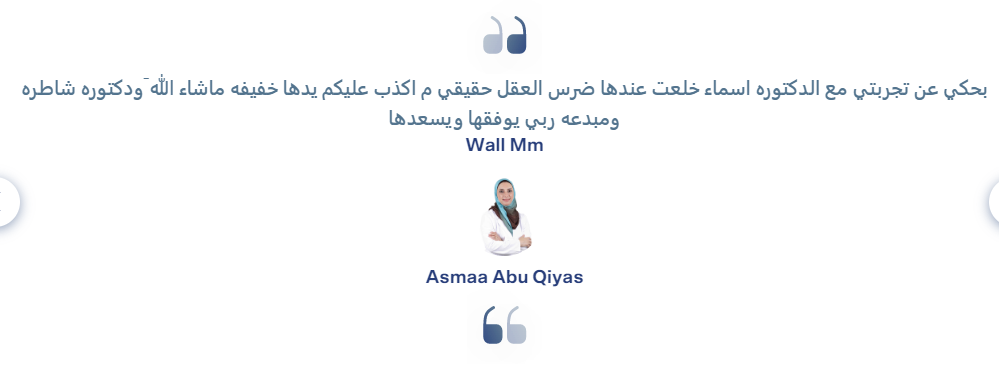 بحكي عن تجربتي مع الدكتوره اسماء خلعت عندها ضرس العقل حقيقي م اكذب عليكم يدها خفيفه ماشاء الله ودكتوره شاطره
ومبدعه ربي يوفقها ويسعدها
Wall Mm
Asmaa Abu Qiyas